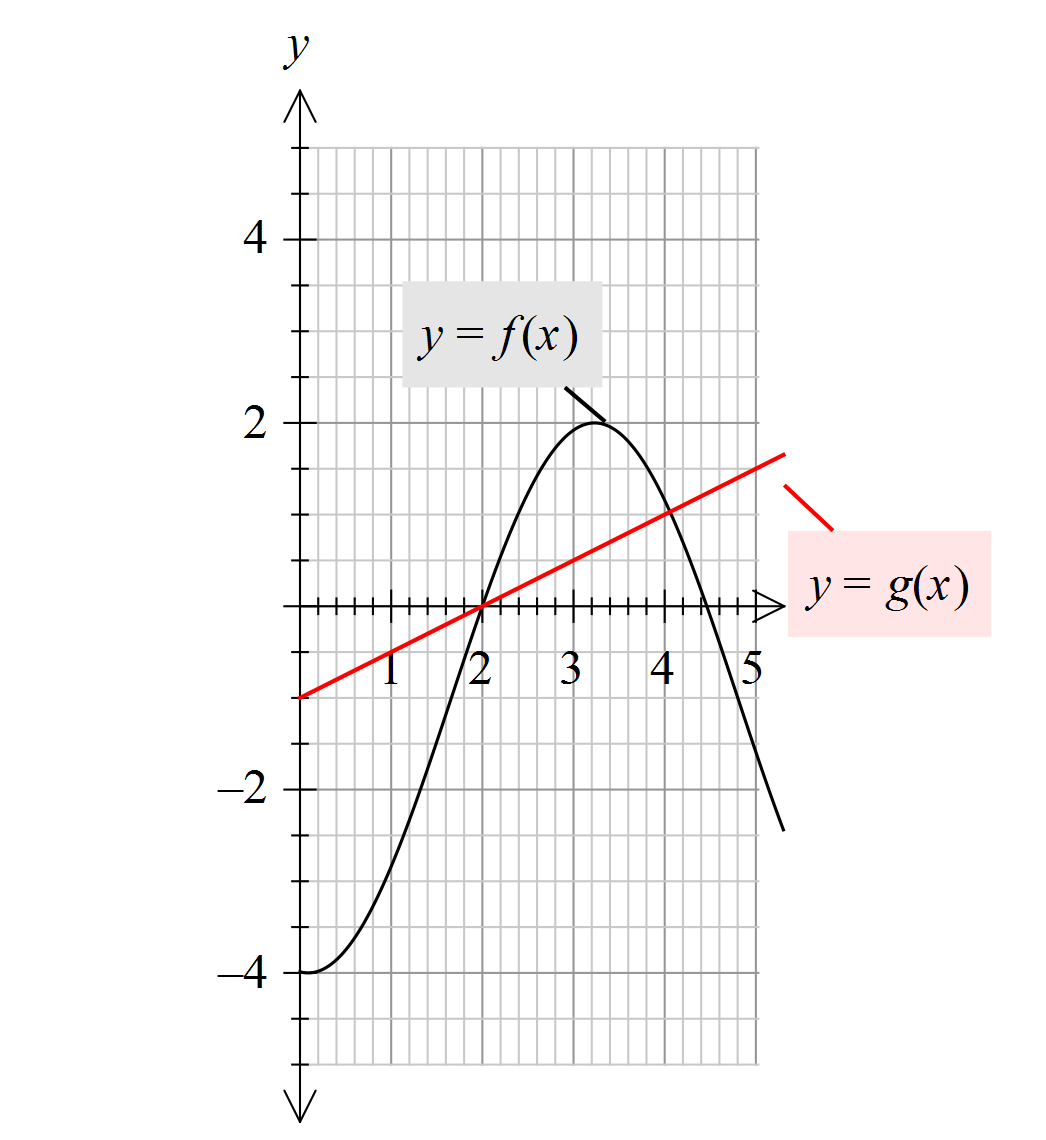 y
4
y = f(x)
2
y = g(x)
1 2 3 4 5
–2
–4